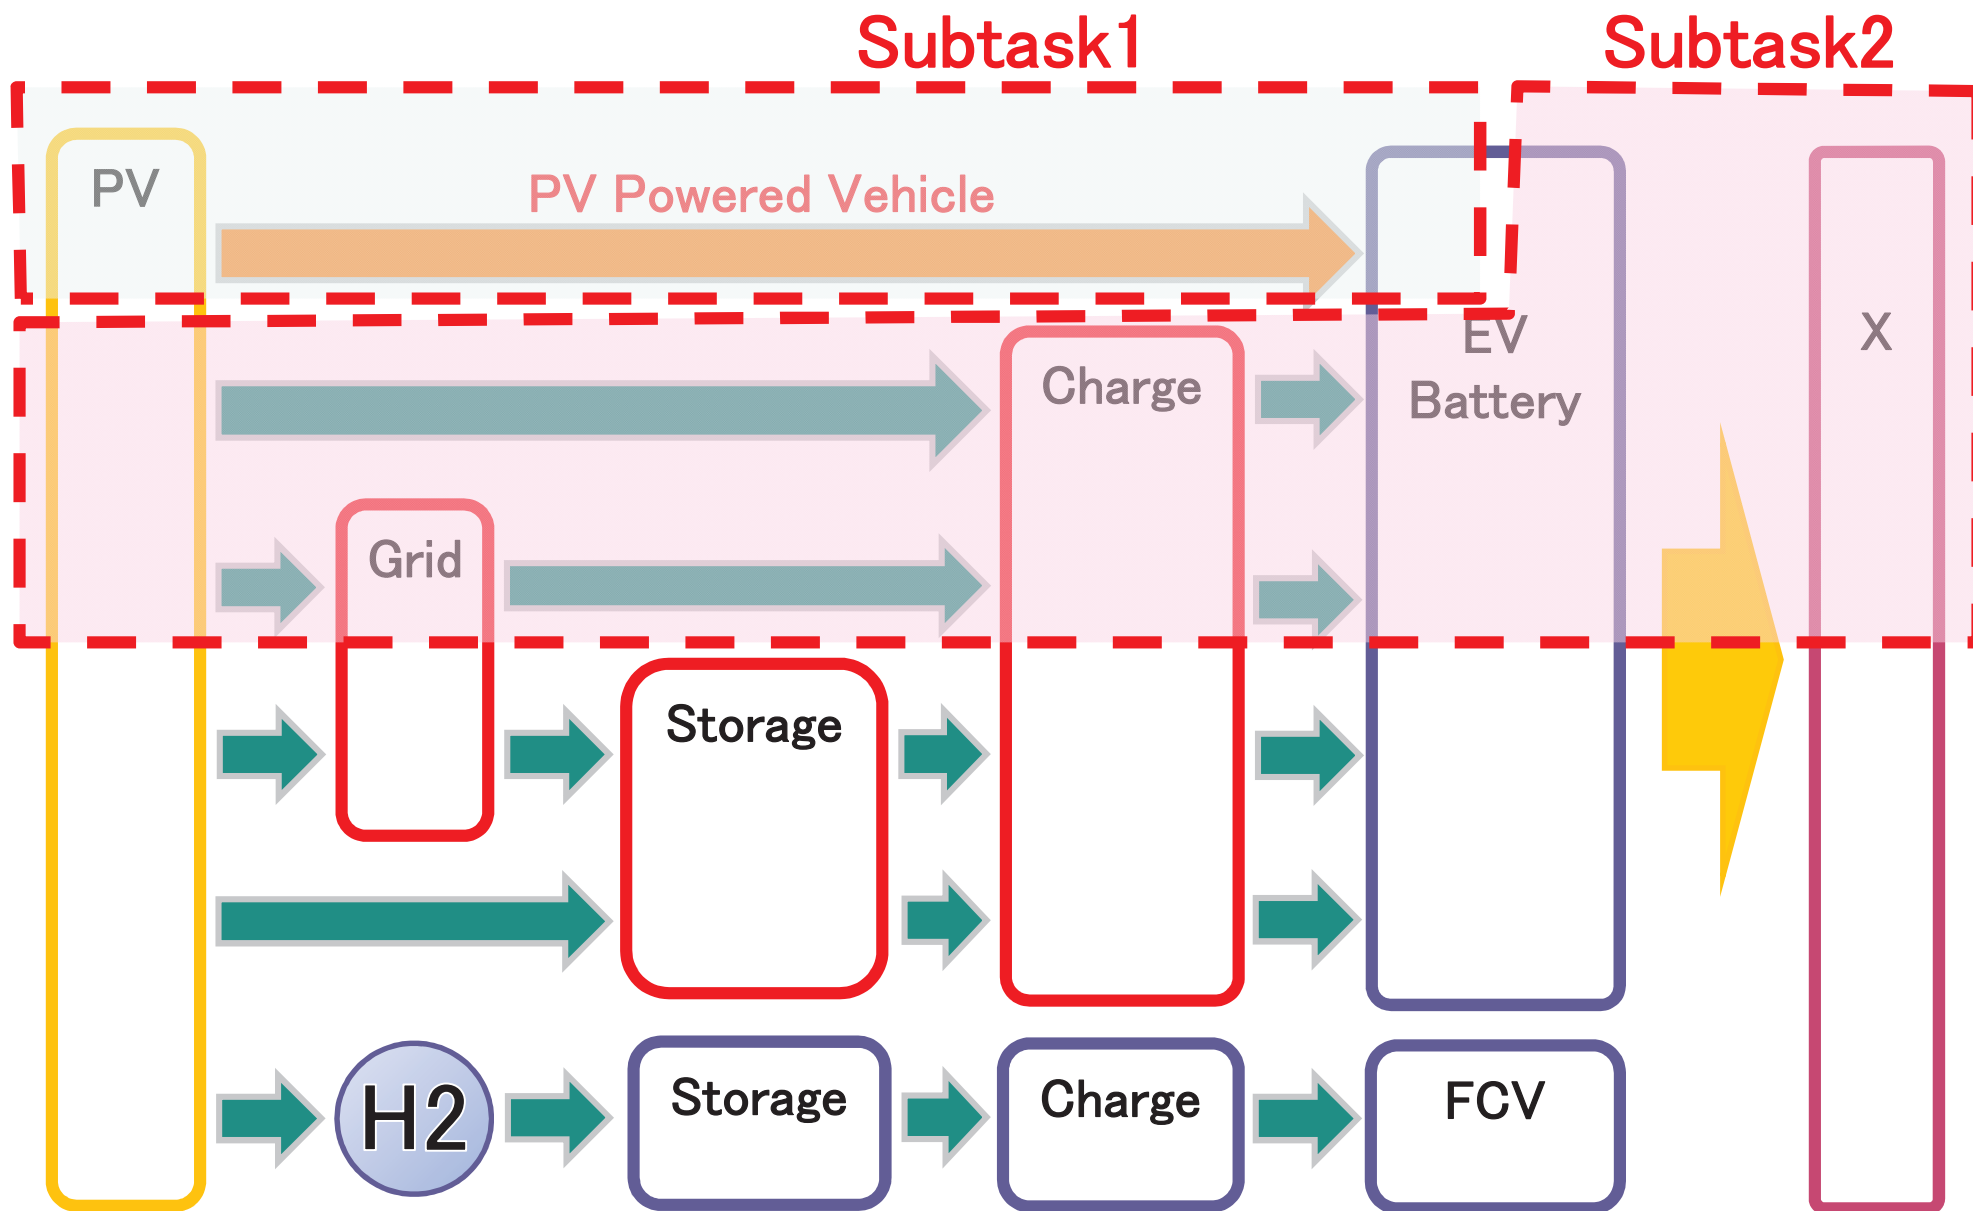 Subtask1
Subtask2
PV
PV Powered Vehicle
EV
Battery
X
Charge
Grid
Storage
H2
Storage
Charge
FCV